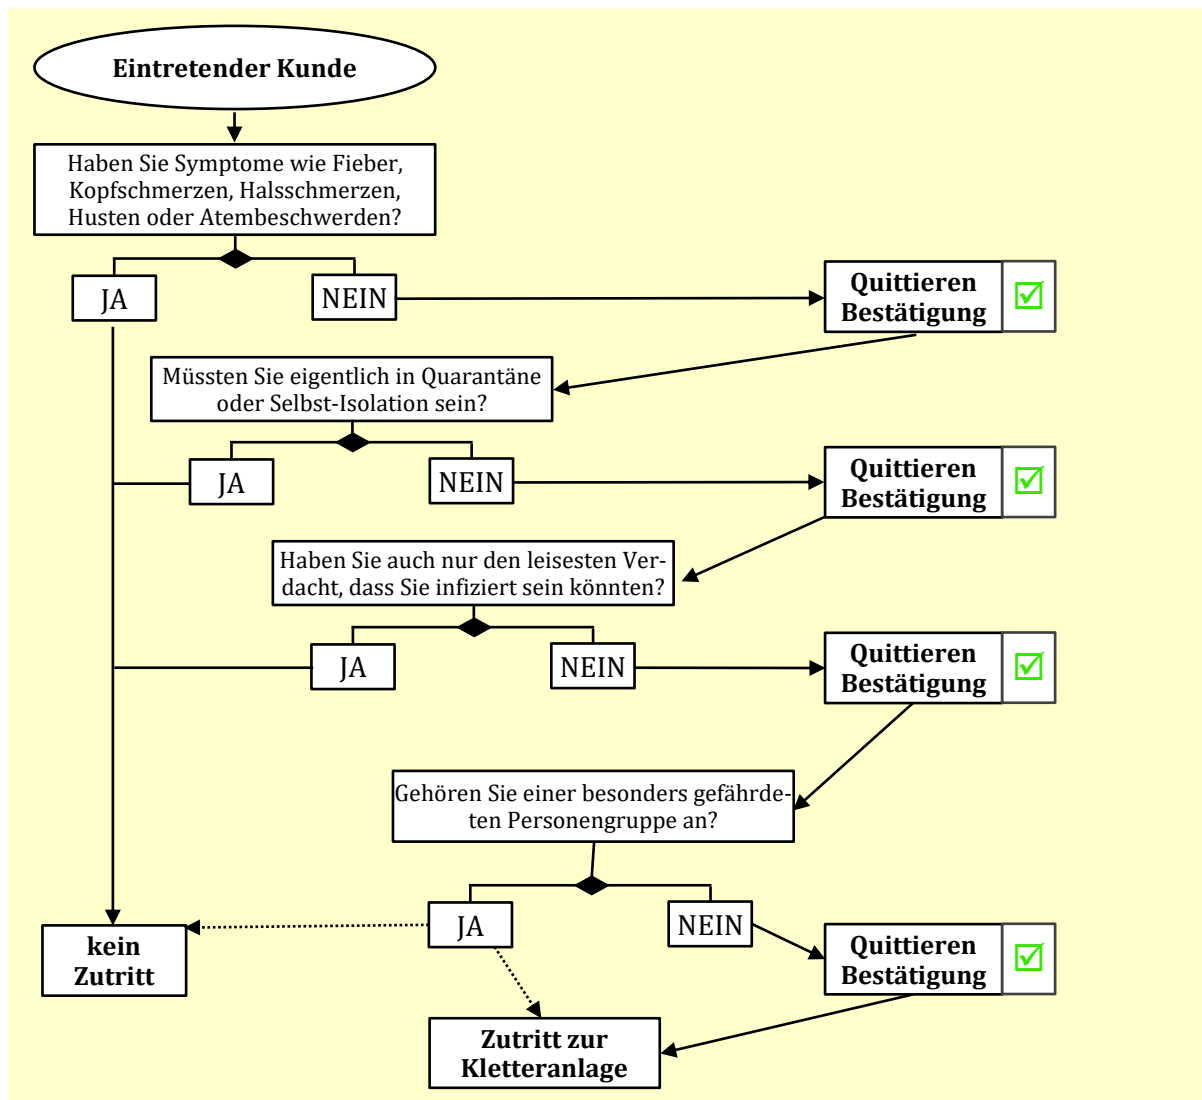 Eintretender Kunde
Haben Sie Symptome wie Fieber,
Kopfschmerzen, Halsschmerzen,
Husten oder Atembeschwerden?
JA
NEIN
Quittieren
Bestätigung
Müssten Sie eigentlich in Quarantäne
oder Selbst-Isolation sein?
JA
NEIN
Quittieren
Bestätigung
Haben Sie auch nur den leisesten Ver-
dacht, dass Sie infiziert sein könnten?
JA
NEIN
Quittieren
Bestätigung
Gehören Sie einer besonders gefährde-
ten Personengruppe an?
JA
NEIN
Quittieren
Bestätigung
kein
Zutritt
Zutritt zur
Kletteranlage